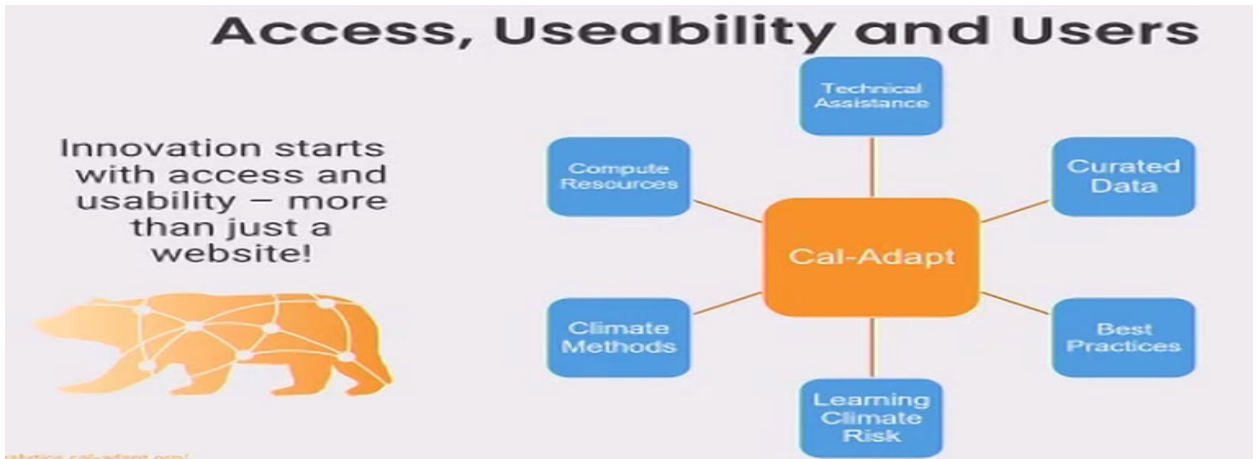 Access, Useability and Users
Innovation starts
with access and
usability – more
than just a
website!
Technical
Assistance
Compute
Resources
Curated
Data
Cal-Adapt
Climate
Methods
Best
Practices
Learning
Climate
Risk